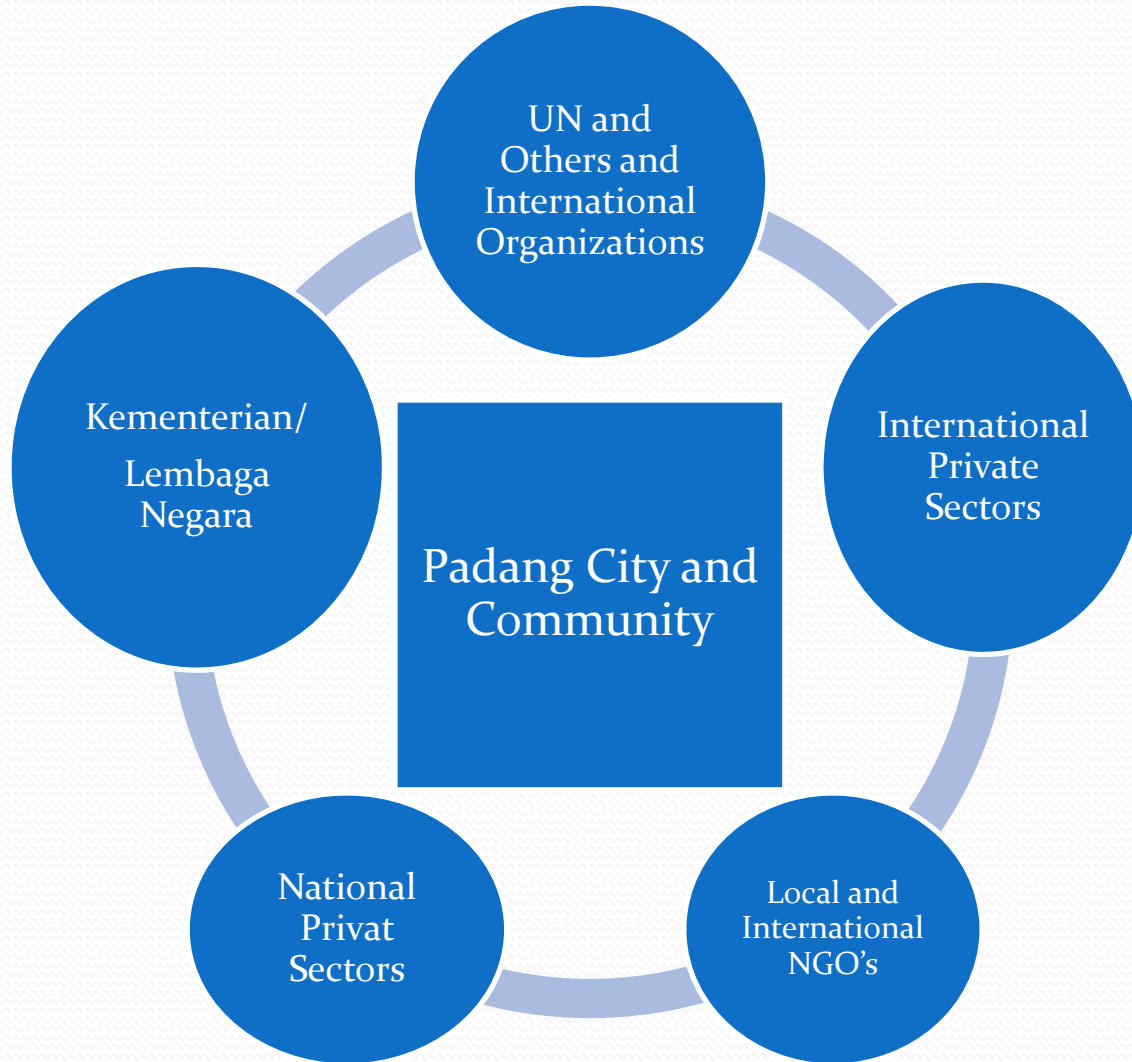 UN and
Others and
International
Organizations
Kementerian/
Lembaga
Negara
International
Private
Sectors
Padang City and
Community
National
Privat
Sectors
Local and
International
NGO’s